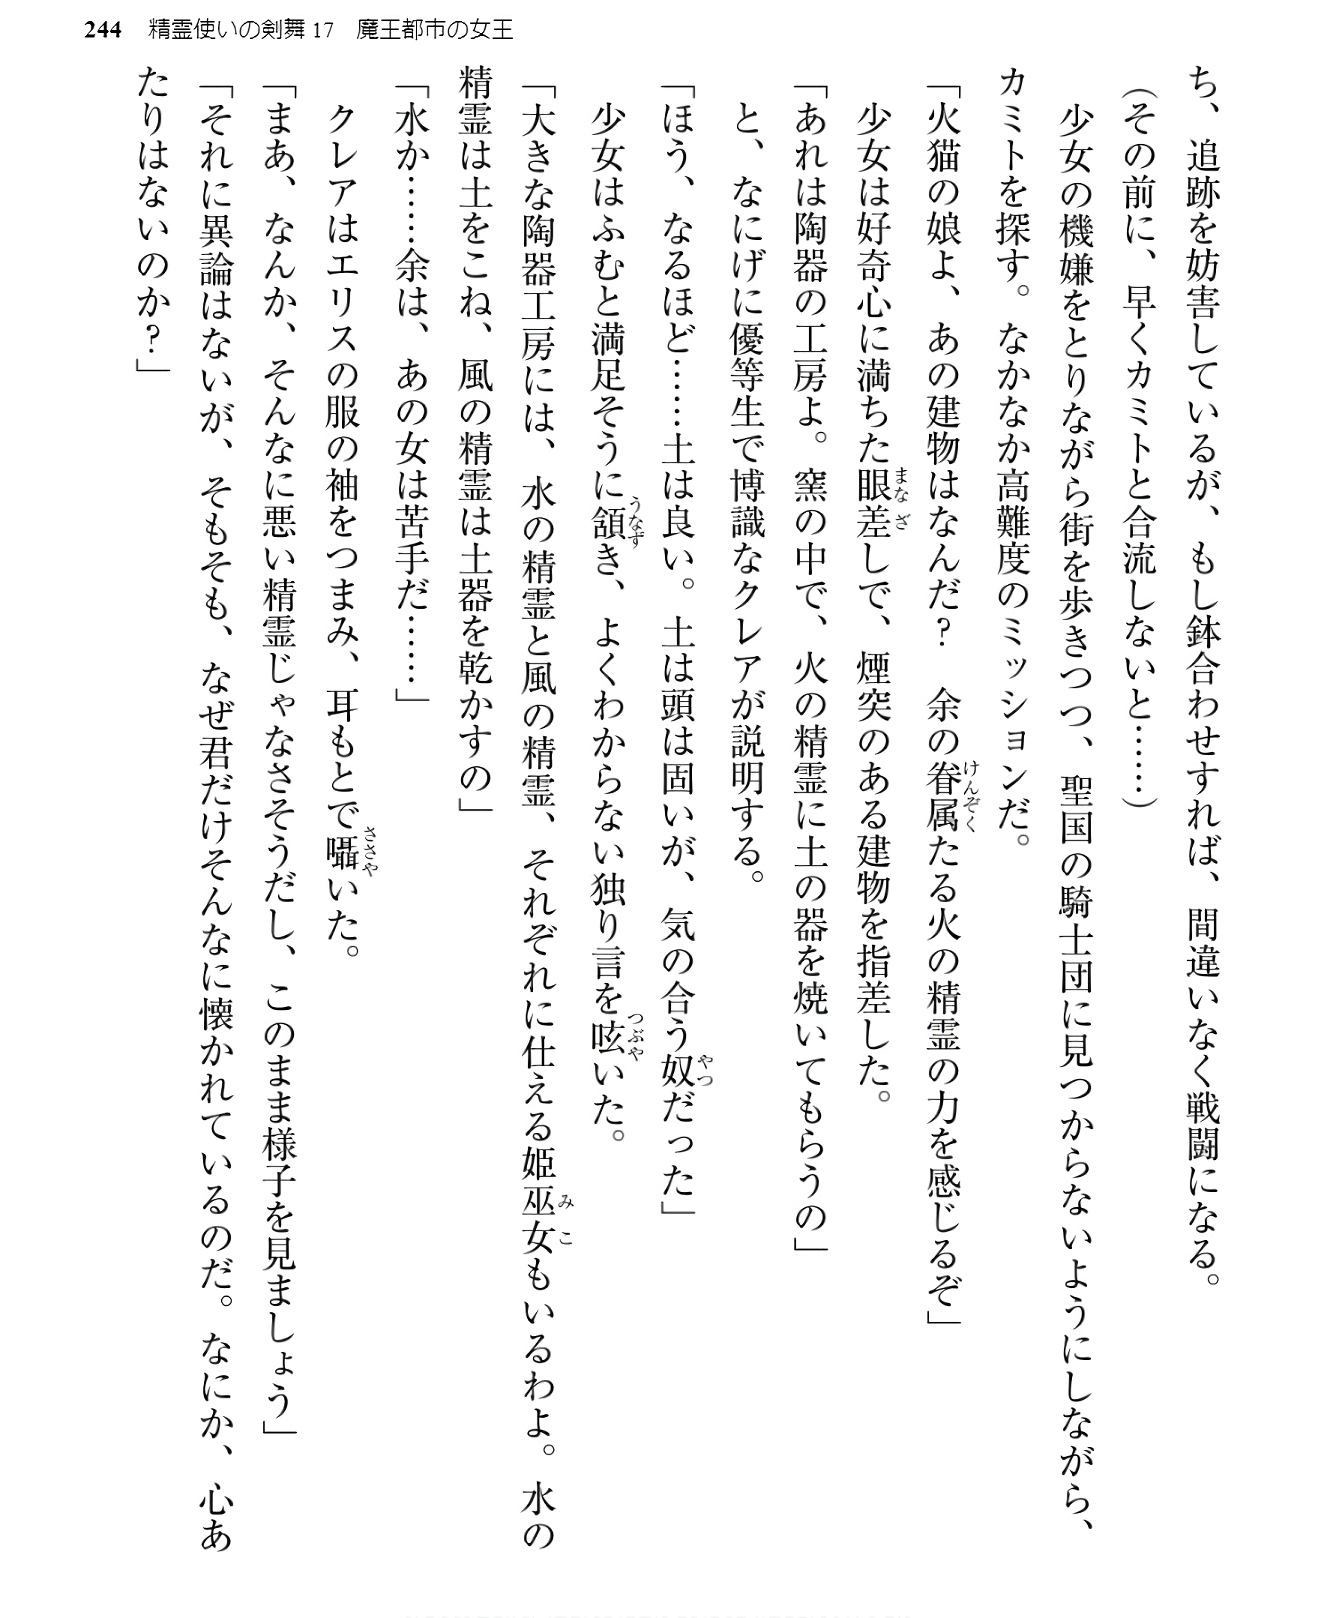 244 精霊使いの剣舞17 魔王都市の女王
ち、追跡を妨害しているが、もし鉢合わせすれば、間違いなく戦闘になる。
(その前に、早くカミトと合流しないと……)
少女の機嫌をとりながら街を歩きつつ、聖国の騎士団に見つからないようにしながら、
カミトを探す。なかなか高難度のミッションだ。
「火猫の娘よ、あの建物はなんだ? 余の眷属たる火の精霊の力を感じるぞ」
少女は好奇心に満ちた眼差しで、煙突のある建物を指差した。
「あれは陶器の工房よ。窯の中で、火の精霊に土の器を焼いてもらうの」
と、なにげに優等生で博識なクレアが説明する。
「ほう、なるほど……土は良い。土は頭は固いが、気の合う奴だった」
少女はふむと満足そうに頷き、よくわからない独り言を呟いた。
「大きな陶器工房には、水の精霊と風の精霊、それぞれに仕える姫巫女もいるわよ。水の
精霊は土をこね、風の精霊は土器を乾かすの」
「水か……余は、あの女は苦手だ……」
クレアはエリスの服の袖をつまみ、耳もとで囁いた。
「まあ、なんか、そんなに悪い精霊じゃなさそうだし、このまま様子を見ましょう」
「それに異論はないが、そもそも、なぜ君だけそんなに懐かれているのだ。なにか、心あ
たりはないのか?」